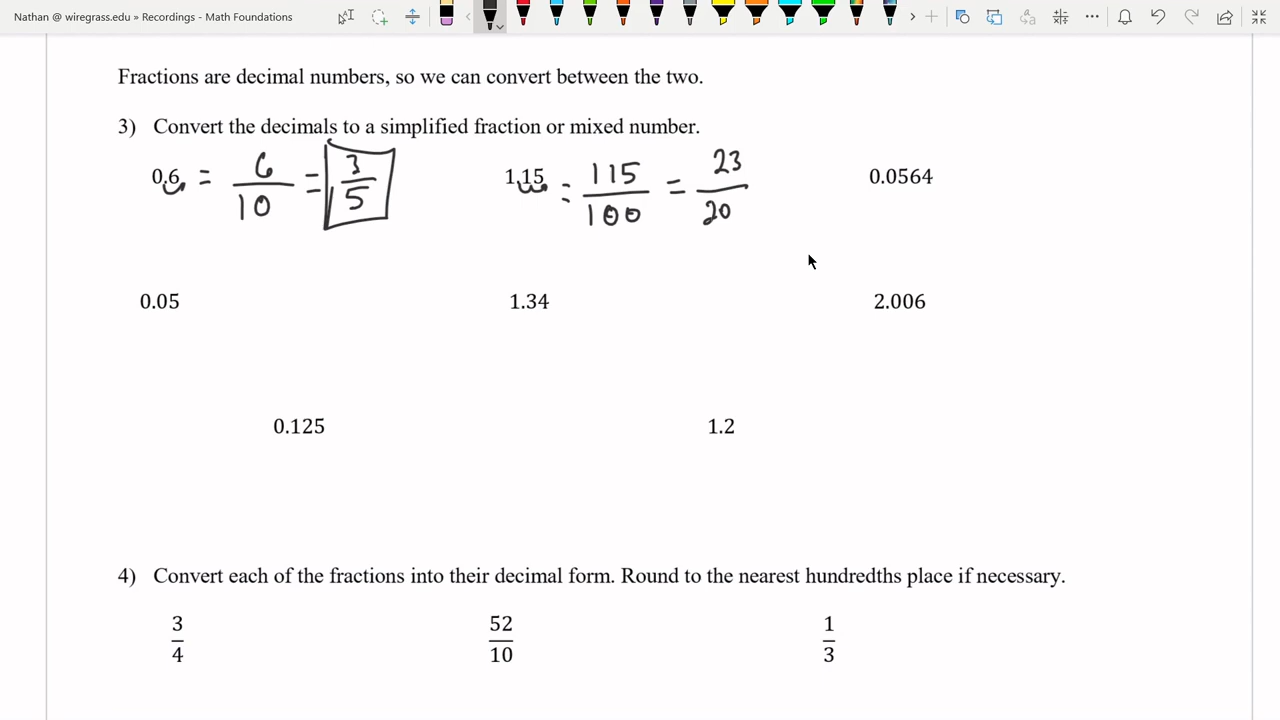 Nathan @ wiregrass.edu » Recordings - Math Foundations
Fractions are decimal numbers, so we can convert between the two.
3) Convert the decimals to a simplified fraction or mixed number.
0.6 = 6/10 = 3/5 1.15 = 115/100 = 23/20 0.0564
0.05 1.34 2.006
0.125 1.2
4) Convert each of the fractions into their decimal form. Round to the nearest hundredths place if necessary.
3/4 52/10 1/3